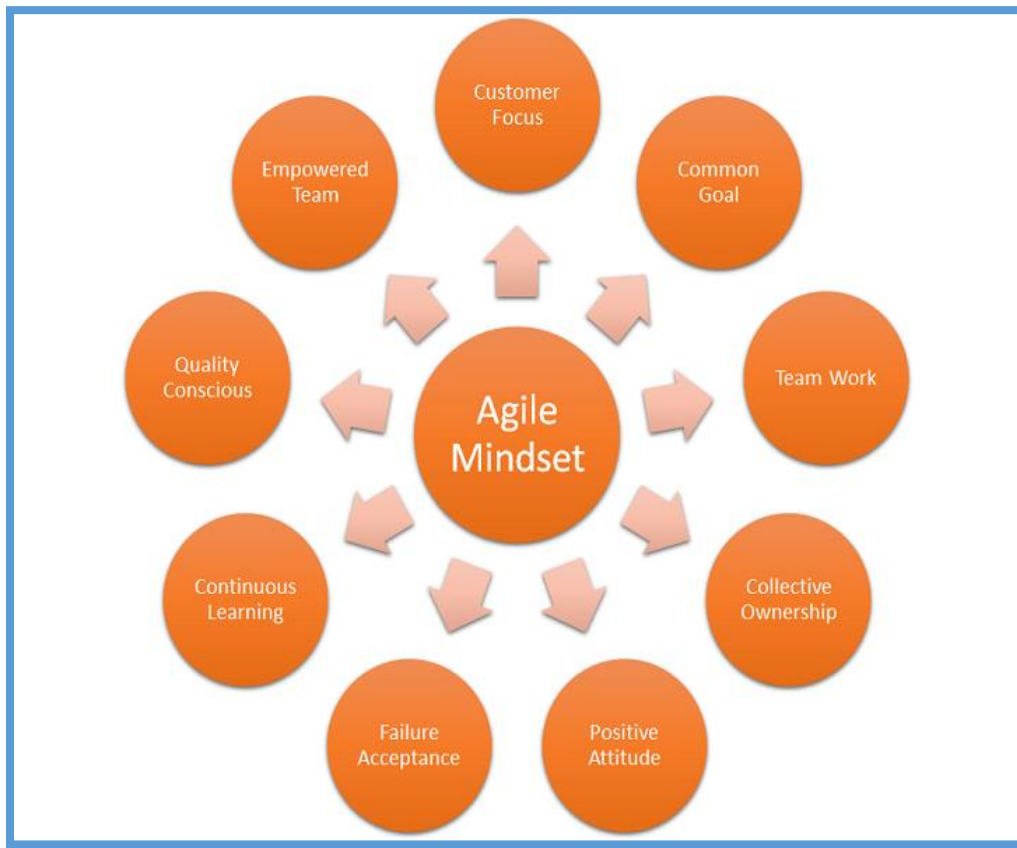 Customer
Focus
Common
Goal
Team Work
Collective
Ownership
Positive
Attitude
Failure
Acceptance
Continuous
Learning
Quality
Conscious
Empowered
Team
Agile
Mindset